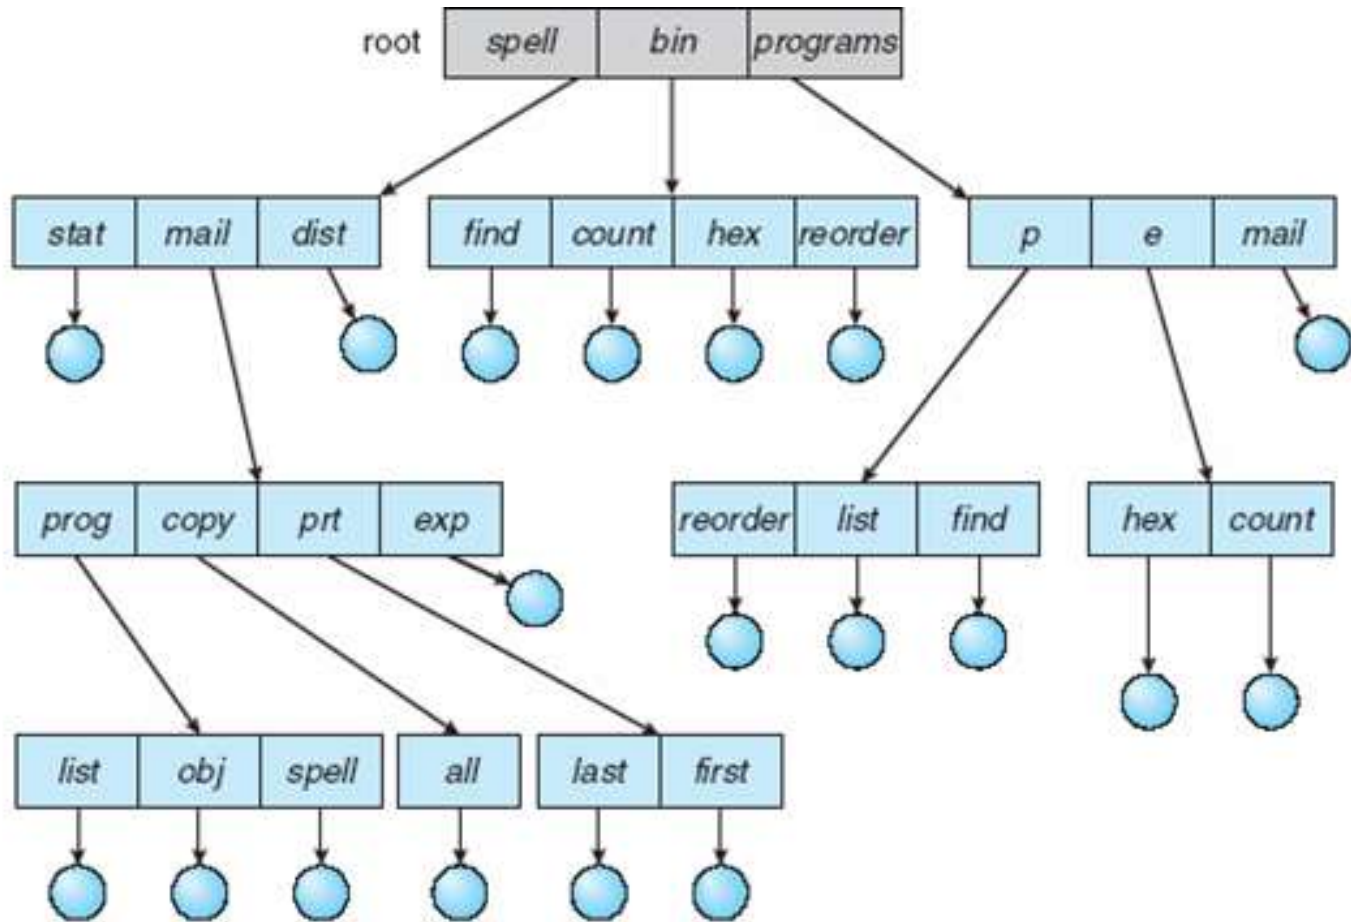 root spell bin programs
stat mail dist find count hex reorder p e mail
prog copy prt exp reorder list find hex count
list obj spell all last first